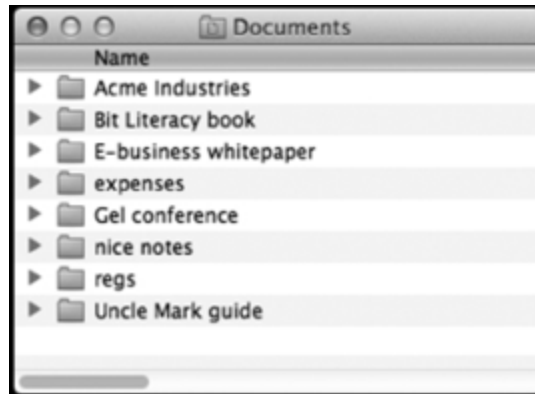 Documents
Name
Acme Industries
Bit Literacy book
E-business whitepaper
expenses
Gel conference
nice notes
regs
Uncle Mark guide